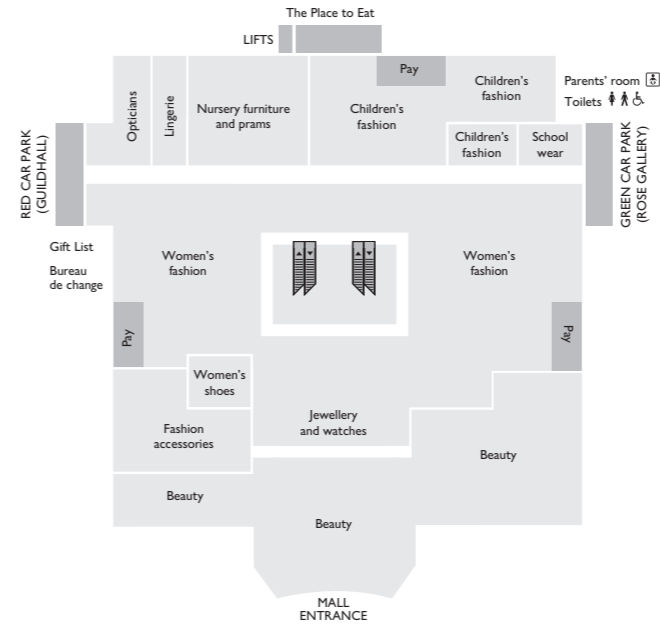 The Place to Eat
LIFTS
Pay
Parents' room
Toilets
Opticians
Lingerie
Nursery furniture
and prams
Children's
fashion
Children's
fashion
Children's
fashion
School
wear
RED CAR PARK
(GUILDHALL)
GREEN CAR PARK
(ROSE GALLERY)
Gift List
Bureau
de change
Women's
fashion
Women's
fashion
Pay
Pay
Women's
shoes
Fashion
accessories
Jewellery
and watches
Beauty
Beauty
Beauty
MALL
ENTRANCE